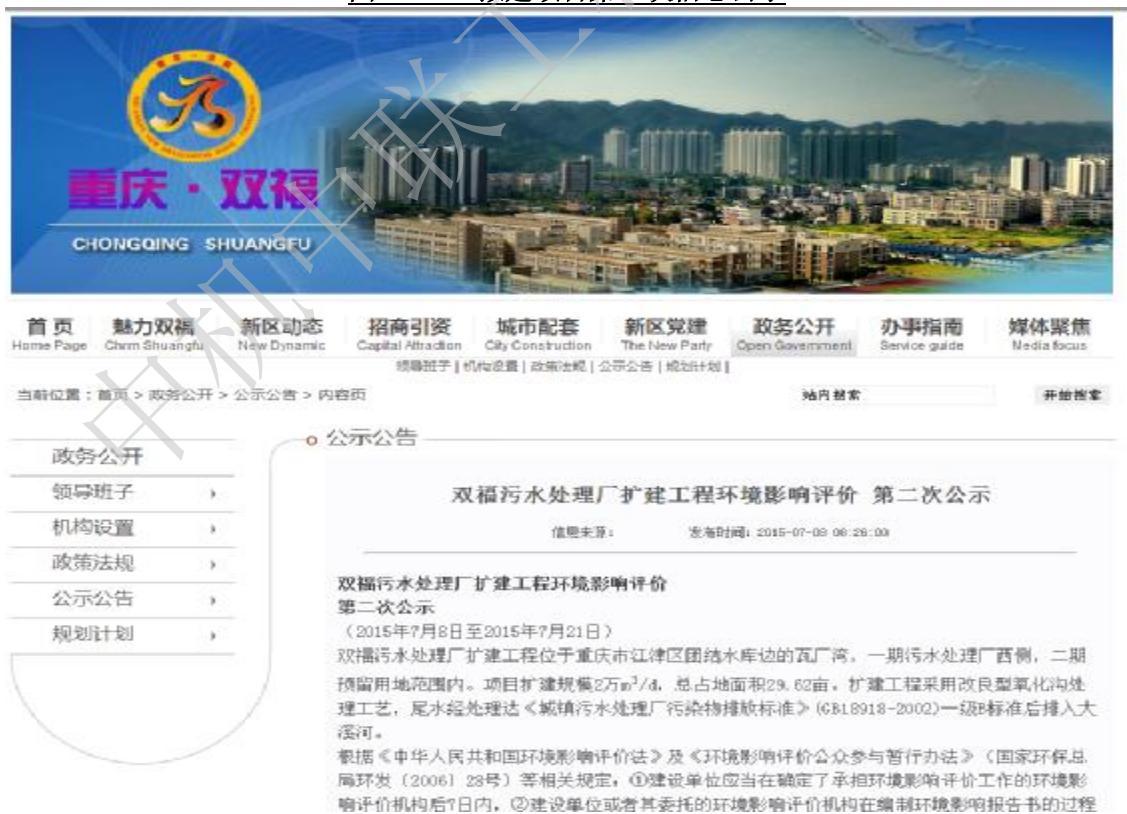 重庆·双福
CHONGQING SHUANGFU
首页 魅力双福 新区动态 招商引资 城市配套 新区党建 政务公开 办事指南 媒体聚焦
Home Page Chrm Shuangfu New Dynamic Capital Attraction City Construction The New Party Open Government Service guide Media focus
领导班子 | 机构设置 | 政策法规 | 公示公告 | 规划计划 |
当前位置：首页 > 政务公开 > 公示公告 > 内容页 站内搜索 开始搜索
政务公开
领导班子
机构设置
政策法规
公示公告
规划计划
公示公告
双福污水处理厂扩建工程环境影响评价 第二次公示
信息来源： 发布时间：2015-07-08
双福污水处理厂扩建工程环境影响评价
第二次公示
（2015年7月8日至2015年7月21日）
双福污水处理厂扩建工程位于重庆市江津区团结水库边的瓦厂湾，一期污水处理厂西侧，二期
预留用地范围内。项目扩建规模2万m³/d，总占地面积29.62亩。扩建工程采用改良型氧化沟处
理工艺，尾水经处理达《城镇污水处理厂污染物排放标准》(GB18918-2002)一级B标准后排入大
溪河。
根据《中华人民共和国环境影响评价法》及《环境影响评价公众参与暂行办法》（国家环保总
局环发［2006］28号）等相关规定，①建设单位应当在确定了承担环境影响评价工作的环境影
响评价机构后7日内，②建设单位或者其委托的环境影响评价机构在编制环境影响报告书的过程
中机中联工